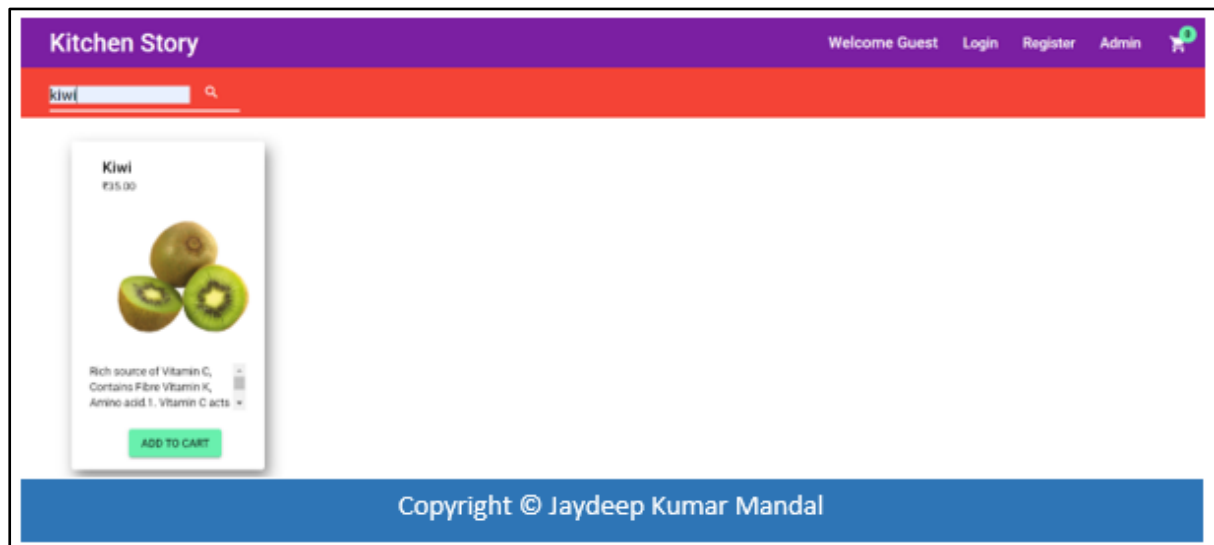 Kitchen Story
Welcome Guest Login Register Admin 0
kiwi
Kiwi
₹35.00
Rich source of Vitamin C,
Contains Fibre Vitamin K,
Amino acid.1. Vitamin C acts
ADD TO CART
Copyright © Jaydeep Kumar Mandal